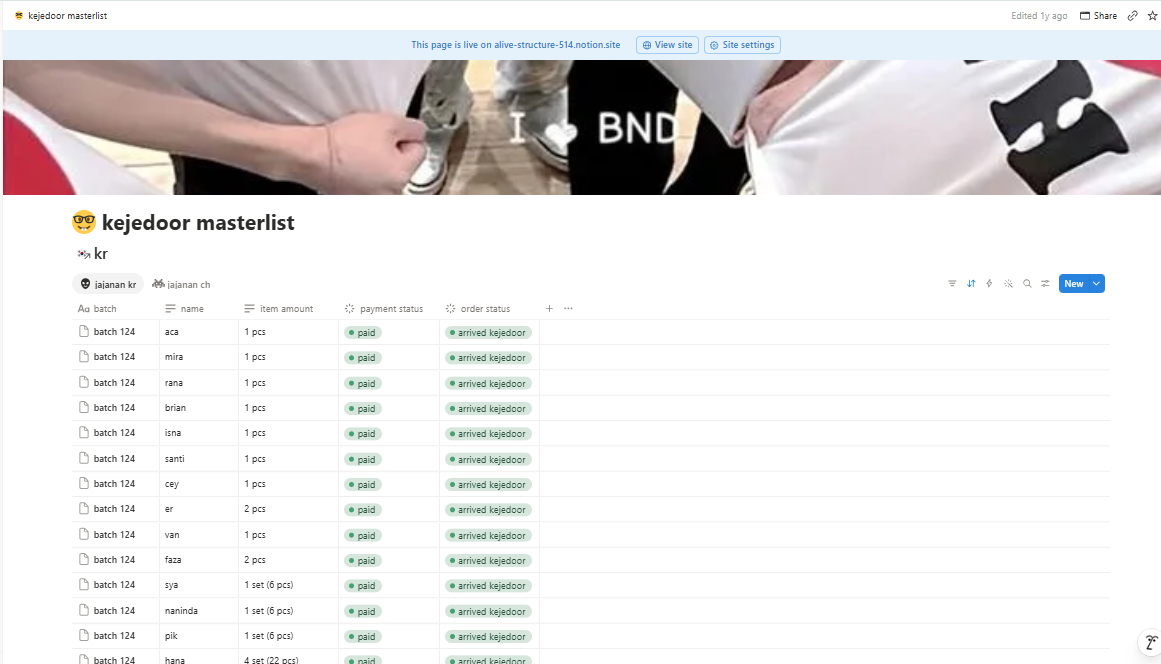 kejedoor masterlist
Edited 1y ago Share
This page is live on alive-structure-514.notion.site View site Site settings
I BND
kejedoor masterlist
kr
jajanan kr jajanan ch New
Aa batch name item amount payment status order status
batch 124 aca 1 pcs paid arrived kejedoor
batch 124 mira 1 pcs paid arrived kejedoor
batch 124 rana 1 pcs paid arrived kejedoor
batch 124 brian 1 pcs paid arrived kejedoor
batch 124 isna 1 pcs paid arrived kejedoor
batch 124 santi 1 pcs paid arrived kejedoor
batch 124 cey 1 pcs paid arrived kejedoor
batch 124 er 2 pcs paid arrived kejedoor
batch 124 van 1 pcs paid arrived kejedoor
batch 124 faza 2 pcs paid arrived kejedoor
batch 124 sya 1 set (6 pcs) paid arrived kejedoor
batch 124 naninda 1 set (6 pcs) paid arrived kejedoor
batch 124 pik 1 set (6 pcs) paid arrived kejedoor
batch 124 hana 4 set (22 pcs) paid arrived kejedoor